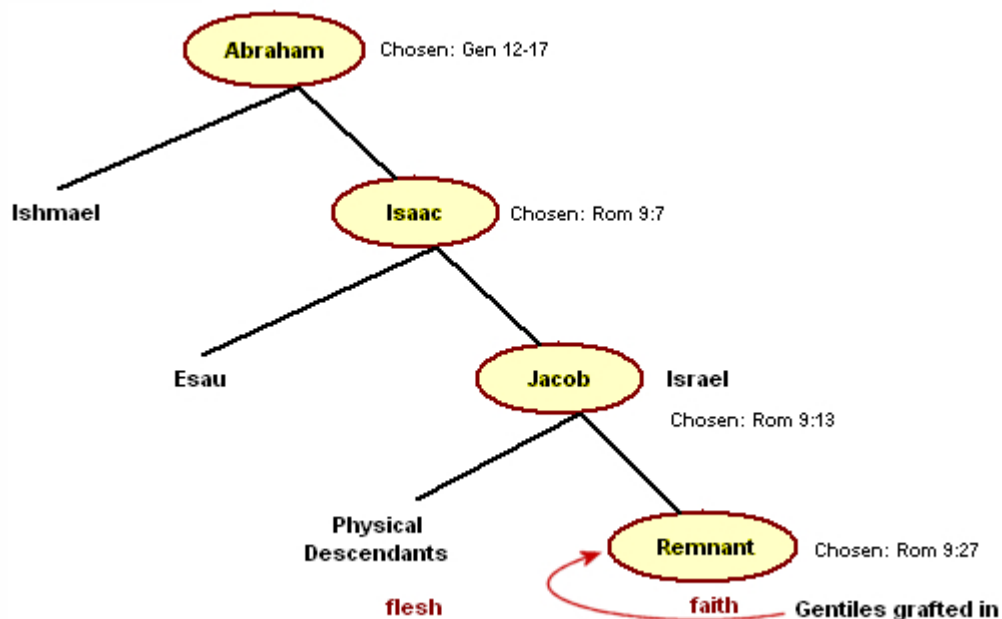 Abraham
Chosen: Gen 12-17
Ishmael
Isaac
Chosen: Rom 9:7
Esau
Jacob
Israel
Chosen: Rom 9:13
Physical
Descendants
Remnant
Chosen: Rom 9:27
flesh
faith
Gentiles grafted in